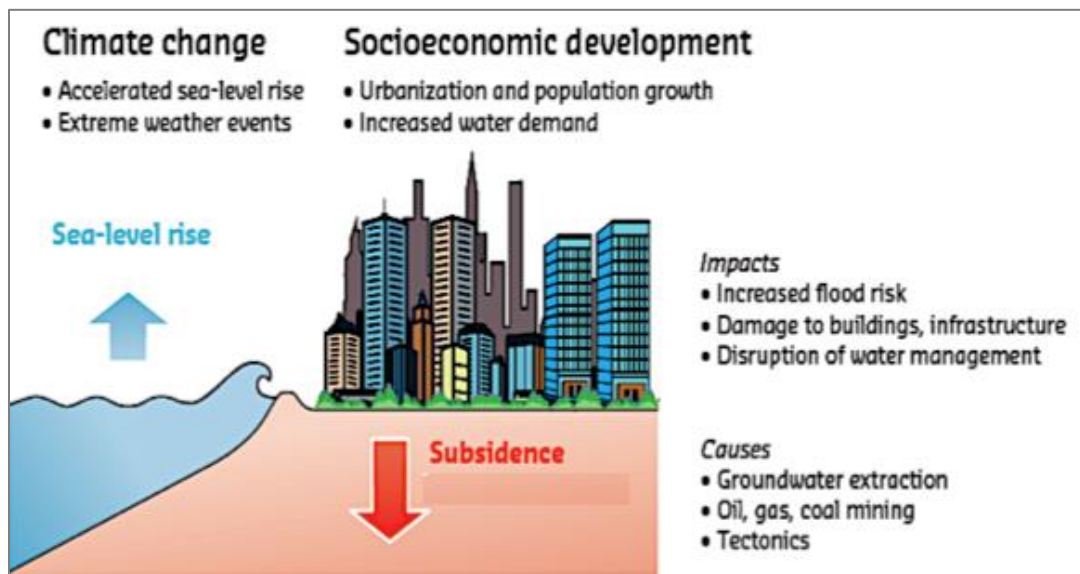 Climate change
• Accelerated sea-level rise
• Extreme weather events
Socioeconomic development
• Urbanization and population growth
• Increased water demand
Sea-level rise
Impacts
• Increased flood risk
• Damage to buildings, infrastructure
• Disruption of water management
Subsidence
Causes
• Groundwater extraction
• Oil, gas, coal mining
• Tectonics